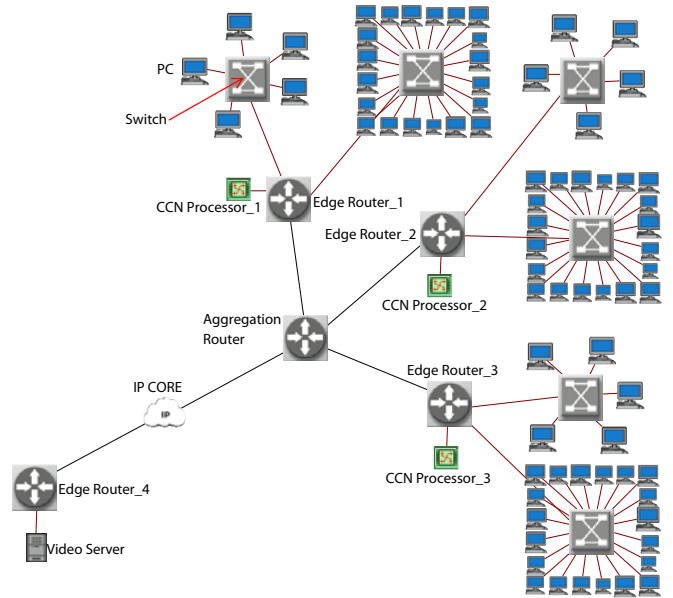 PC
Switch
CCN Processor_1
Edge Router_1
Edge Router_2
CCN Processor_2
Aggregation
Router
Edge Router_3
IP CORE
IP
CCN Processor_3
Edge Router_4
Video Server